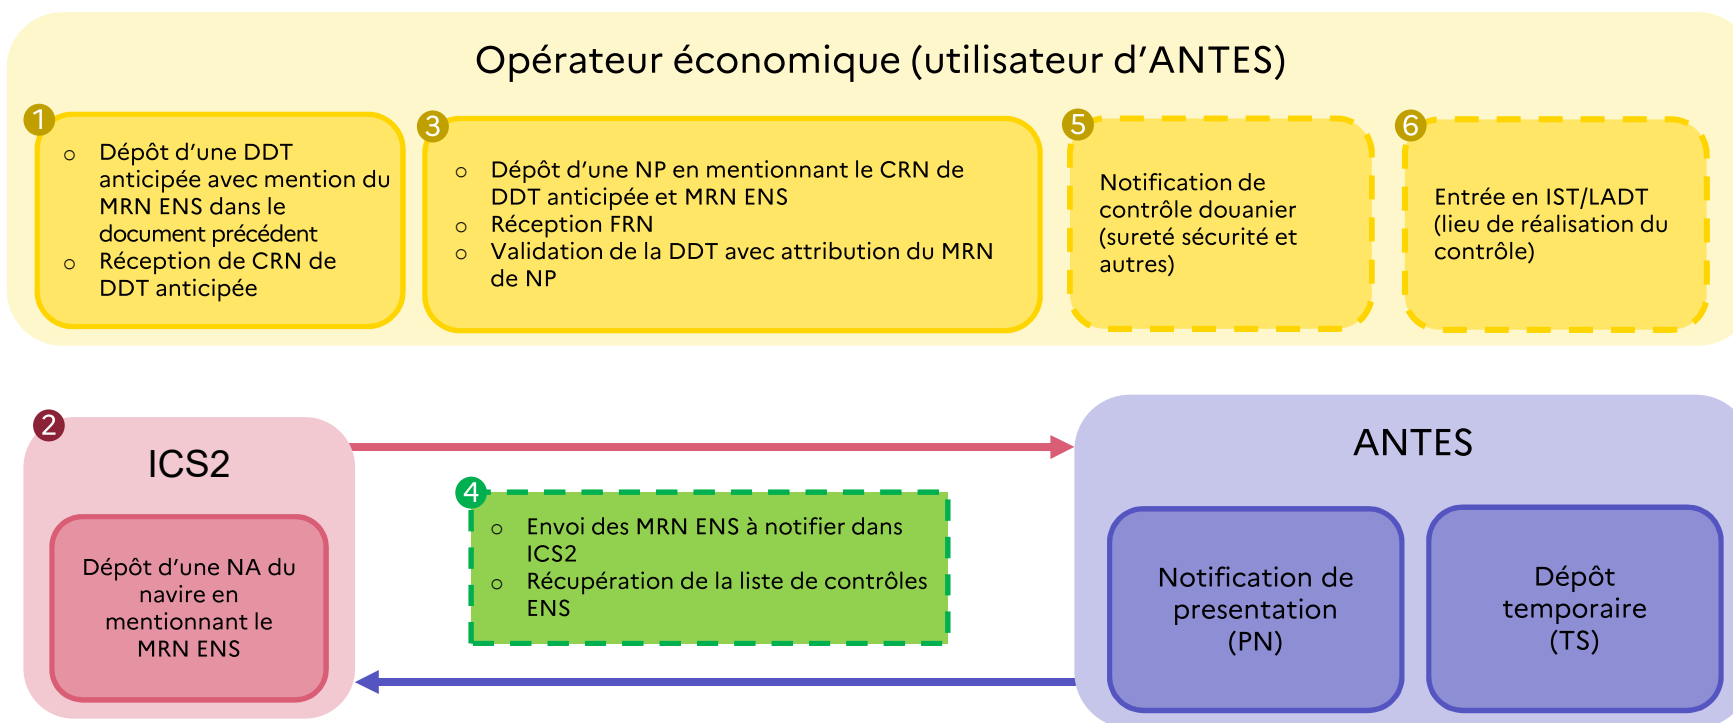 Opérateur économique (utilisateur d’ANTES)
1
o Dépôt d’une DDT
anticipée avec mention du
MRN ENS dans le
document précédent
o Réception de CRN de
DDT anticipée
3
o Dépôt d’une NP en mentionnant le CRN de
DDT anticipée et MRN ENS
o Réception FRN
o Validation de la DDT avec attribution du MRN
de NP
5
Notification de
contrôle douanier
(sureté sécurité et
autres)
6
Entrée en IST/LADT
(lieu de réalisation du
contrôle)
2
ICS2
Dépôt d’une NA du
navire en
mentionnant le
MRN ENS
4
o Envoi des MRN ENS à notifier dans
ICS2
o Récupération de la liste de contrôles
ENS
ANTES
Notification de
presentation
(PN)
Dépôt
temporaire
(TS)